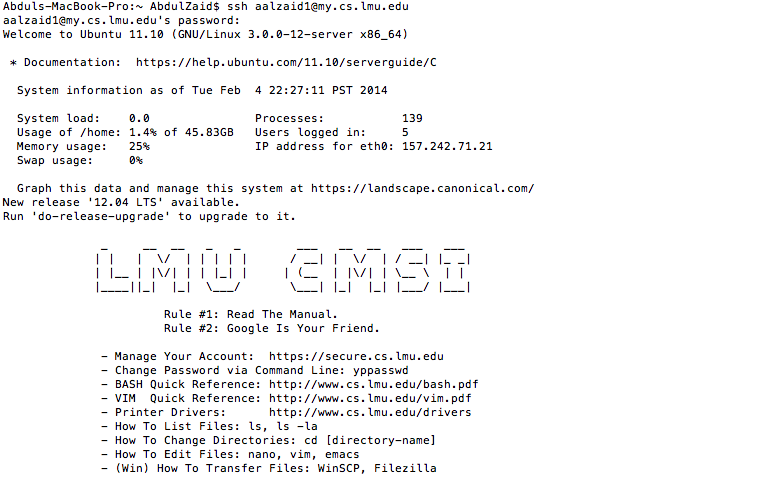 Abduls-MacBook-Pro:~ AbdulZaid$ ssh aalzaid1@my.cs.lmu.edu
aalzaid1@my.cs.lmu.edu's password:
Welcome to Ubuntu 11.10 (GNU/Linux 3.0.0-12-server x86_64)
* Documentation:  https://help.ubuntu.com/11.10/serverguide/C
System information as of Tue Feb  4 22:27:11 PST 2014
System load:    0.0               Processes:           139
Usage of /home: 1.4% of 45.83GB   Users logged in:     5
Memory usage:   25%               IP address for eth0: 157.242.71.21
Swap usage:     0%
Graph this data and manage this system at https://landscape.canonical.com/
New release '12.04 LTS' available.
Run 'do-release-upgrade' to upgrade to it.
LMU CMSI
Rule #1: Read The Manual.
Rule #2: Google Is Your Friend.
- Manage Your Account:  https://secure.cs.lmu.edu
- Change Password via Command Line: yppasswd
- BASH Quick Reference: http://www.cs.lmu.edu/bash.pdf
- VIM  Quick Reference: http://www.cs.lmu.edu/vim.pdf
- Printer Drivers:      http://www.cs.lmu.edu/drivers
- How To List Files: ls, ls -la
- How To Change Directories: cd [directory-name]
- How To Edit Files: nano, vim, emacs
- (Win) How To Transfer Files: WinSCP, Filezilla